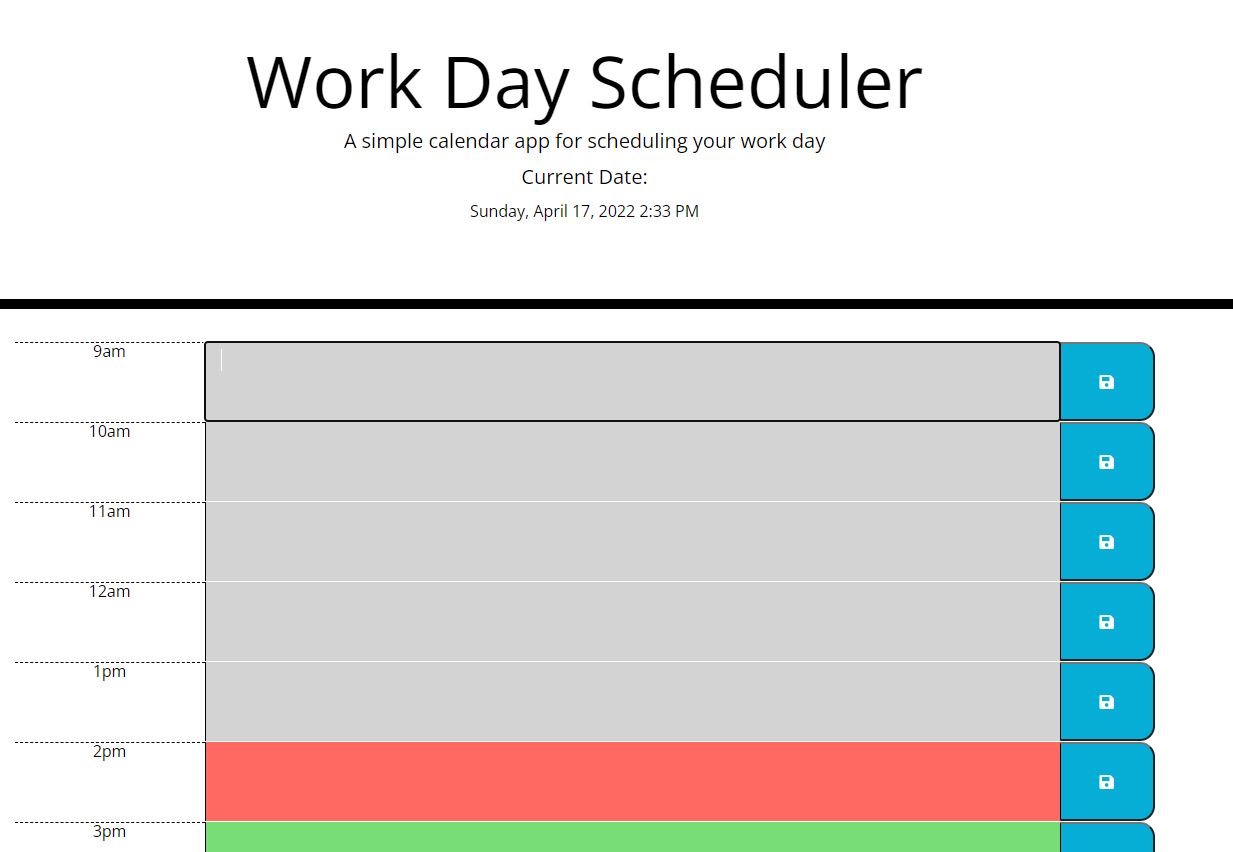 Work Day Scheduler
A simple calendar app for scheduling your work day
Current Date:
Sunday, April 17, 2022 2:33 PM
9am
10am
11am
12am
1pm
2pm
3pm